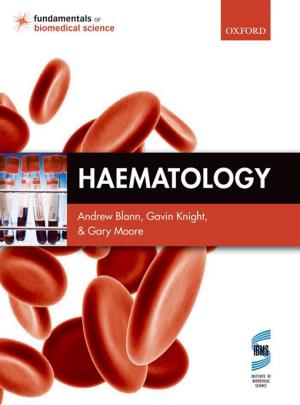 fundamentals OF
biomedical science
OXFORD
HAEMATOLOGY
Andrew Blann, Gavin Knight,
& Gary Moore
IBMS
INSTITUTE OF
BIOMEDICAL
SCIENCE